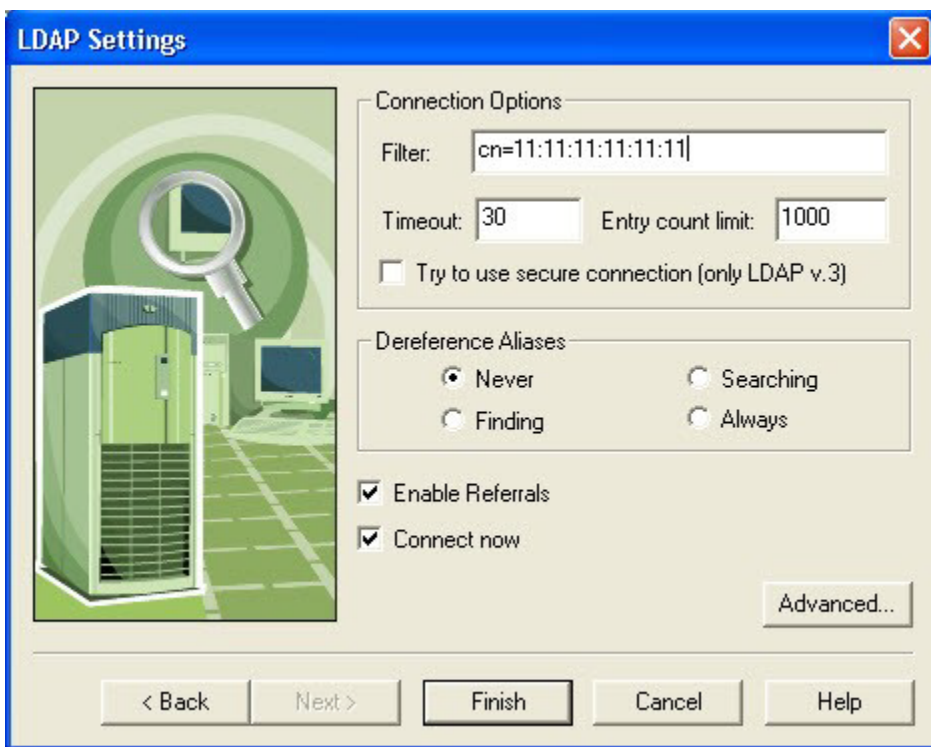 LDAP Settings
Connection Options
Filter: cn=11:11:11:11:11:11
Timeout: 30 Entry count limit: 1000
Try to use secure connection (only LDAP v.3)
Dereference Aliases
Never Searching
Finding Always
Enable Referrals
Connect now
Advanced...
< Back Next > Finish Cancel Help